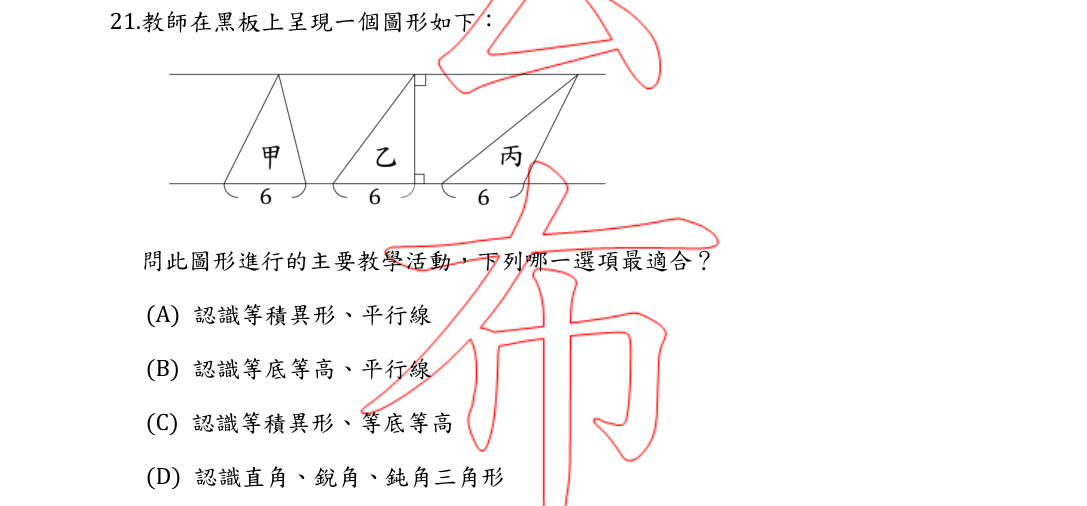 21.教師在黑板上呈現一個圖形如下：
甲 乙 丙
6 6 6
問此圖形進行的主要教學活動，下列哪一選項最適合？
(A) 認識等積異形、平行線
(B) 認識等底等高、平行線
(C) 認識等積異形、等底等高
(D) 認識直角、銳角、鈍角三角形
布